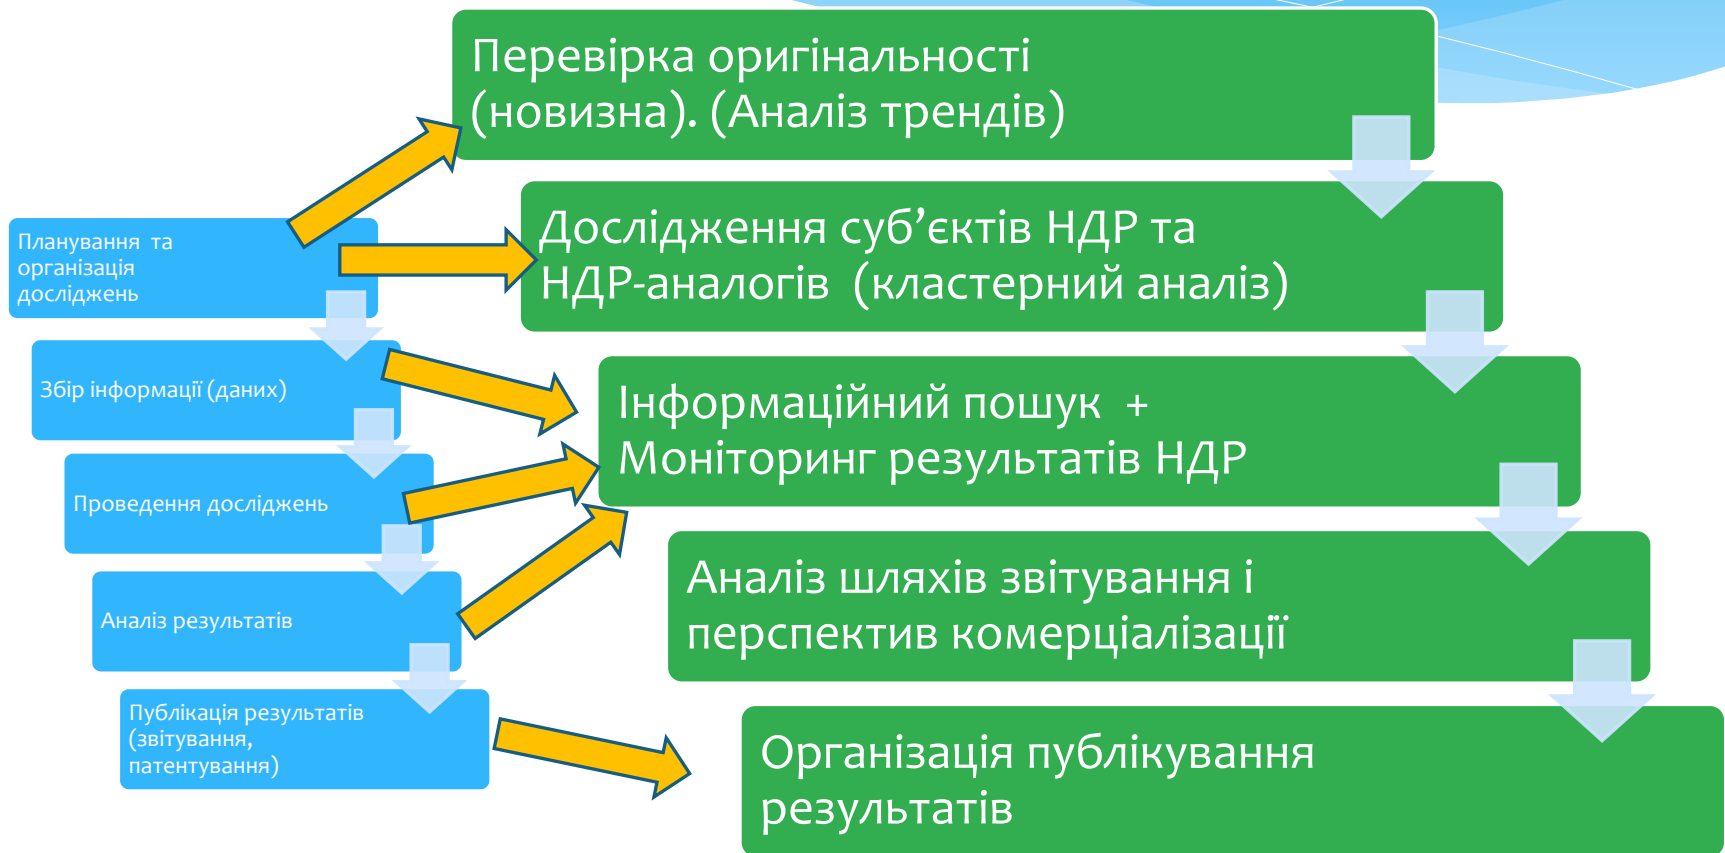 Перевірка оригінальності
(новизна). (Аналіз трендів)
Дослідження суб’єктів НДР та
НДР-аналогів (кластерний аналіз)
Інформаційний пошук +
Моніторинг результатів НДР
Аналіз шляхів звітування і
перспектив комерціалізації
Організація публікування
результатів
Планування та
організація
досліджень
Збір інформації (даних)
Проведення досліджень
Аналіз результатів
Публікація результатів
(звітування,
патентування)